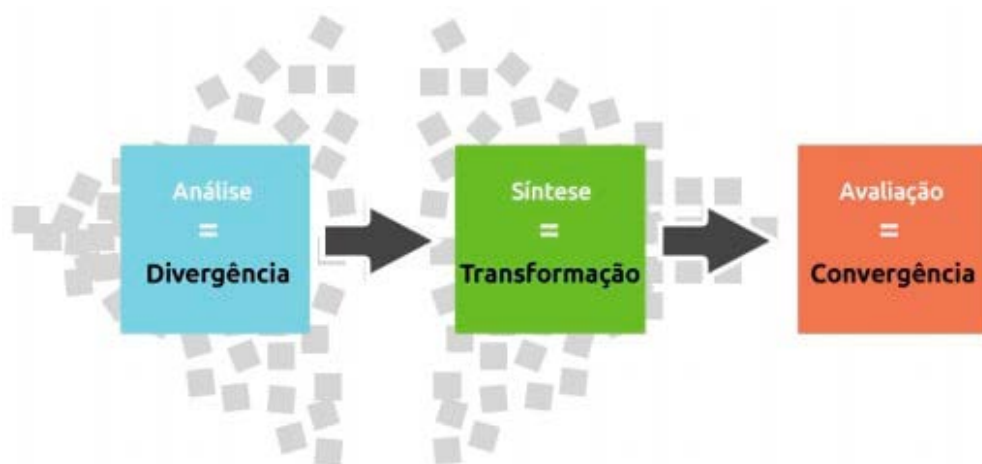 Análise
=
Divergência
Síntese
=
Transformação
Avaliação
=
Convergência